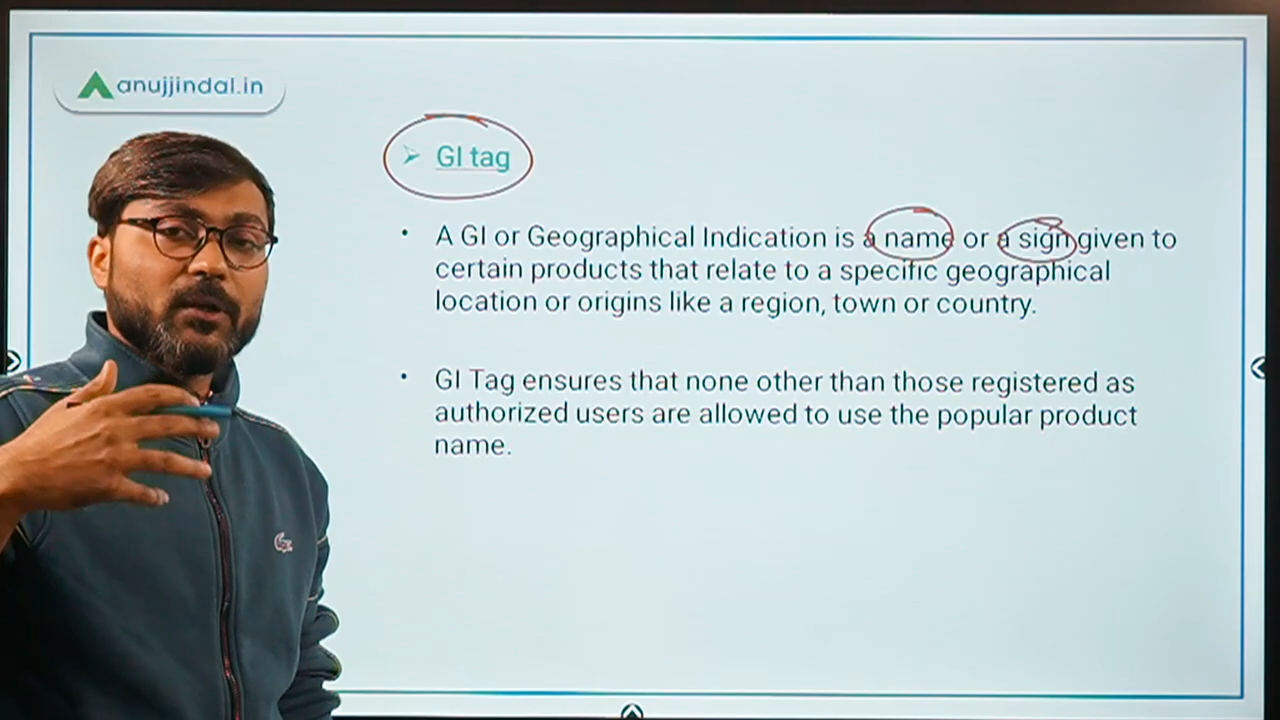 anujjindal.in
GI tag
A GI or Geographical Indication is a name or a sign given to
certain products that relate to a specific geographical
location or origins like a region, town or country.
GI Tag ensures that none other than those registered as
authorized users are allowed to use the popular product
name.